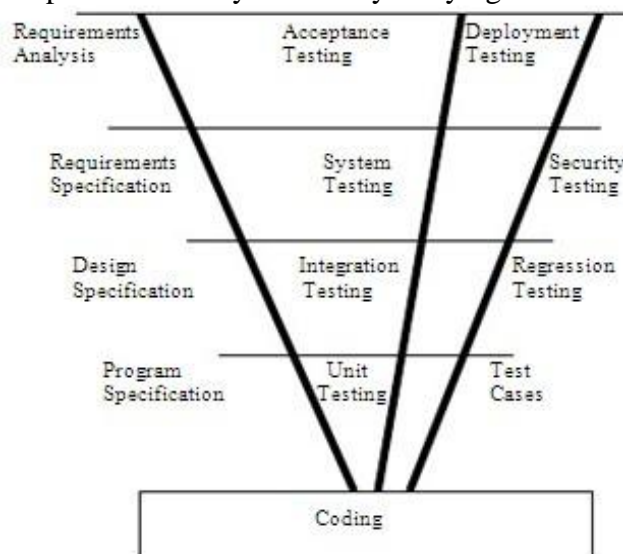 Requirements
Analysis
Acceptance
Testing
Deployment
Testing
Requirements
Specification
System
Testing
Security
Testing
Design
Specification
Integration
Testing
Regression
Testing
Program
Specification
Unit
Testing
Test
Cases
Coding